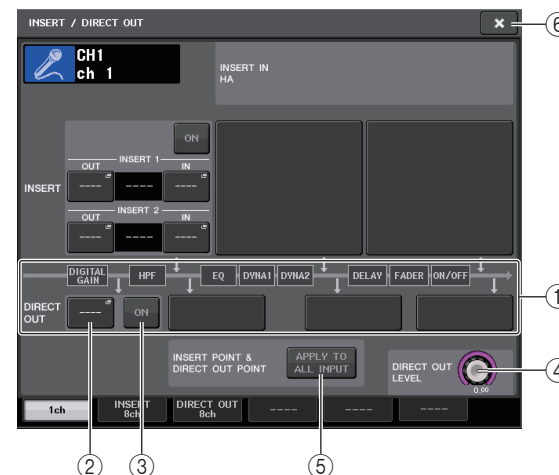 INSERT / DIRECT OUT
×
⑥
CH1
ch 1
INSERT IN
HA
ON
INSERT 1
OUT
IN
INSERT
----
----
----
INSERT 2
OUT
IN
----
----
----
DIGITAL GAIN
HPF
EQ
DYNA1
DYNA2
DELAY
FADER
ON/OFF
①
DIRECT OUT
----
ON
INSERT POINT &
DIRECT OUT POINT
APPLY TO
ALL INPUT
DIRECT OUT
LEVEL
0.00
④
1ch
INSERT
8ch
DIRECT OUT
8ch
----
----
----
②
③
⑤